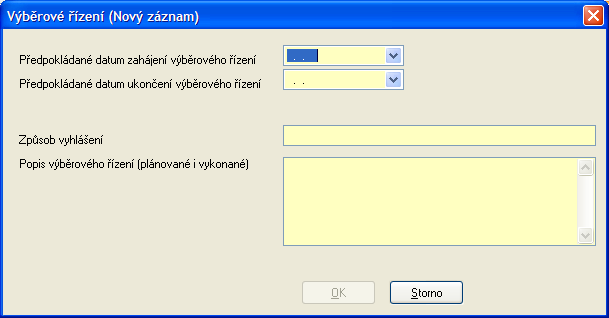 Výběrové řízení (Nový záznam)
Předpokládané datum zahájení výběrového řízení . .
Předpokládané datum ukončení výběrového řízení . .
Způsob vyhlášení
Popis výběrového řízení (plánované i vykonané)
OK Storno